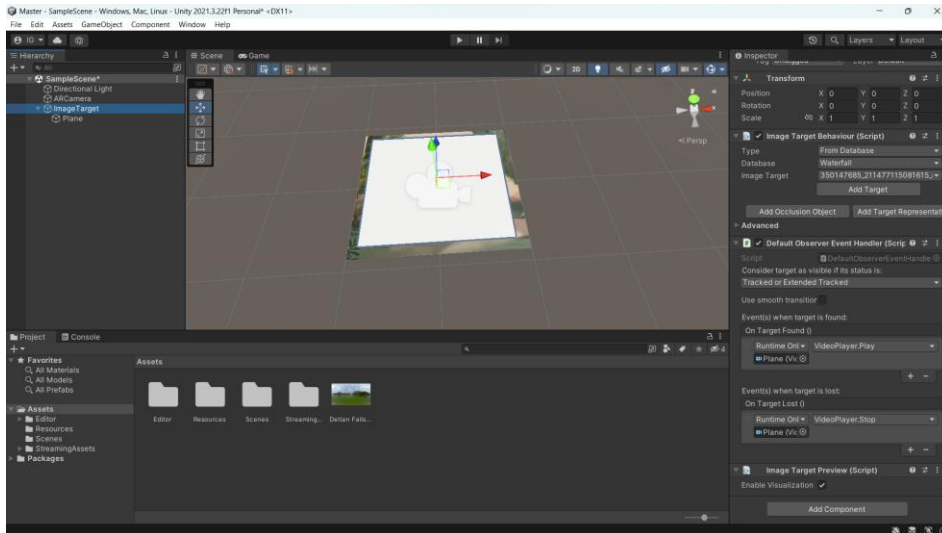 Master - SampleScene - Windows, Mac, Linux - Unity 2021.3.22f1 Personal* <DX11>
File Edit Assets GameObject Component Window Help
IG
Layers Layout
Hierarchy
All
SampleScene*
Directional Light
ARCamera
ImageTarget
Plane
Scene Game
2D
Persp
Inspector
Transform
Position X 0 Y 0 Z 0
Rotation X 0 Y 0 Z 0
Scale X 1 Y 1 Z 1
Image Target Behaviour (Script)
Type From Database
Database Waterfall
Image Target 350147685_211477115081615_
Add Target
Add Occlusion Object Add Target Representat
Advanced
Default Observer Event Handler (Scrip
Script DefaultObserverEventHandle
Consider target as visible if its status is:
Tracked or Extended Tracked
Use smooth transitior
Event(s) when target is found:
On Target Found ()
Runtime Onl VideoPlayer.Play
Plane (Vic
+ -
Event(s) when target is lost:
On Target Lost ()
Runtime Onl VideoPlayer.Stop
Plane (Vic
+ -
Image Target Preview (Script)
Enable Visualization
Add Component
Project Console
4
Favorites
All Materials
All Models
All Prefabs
Assets
Editor
Resources
Scenes
StreamingAssets
Packages
Assets
Editor Resources Scenes Streaming... Detian Falls...